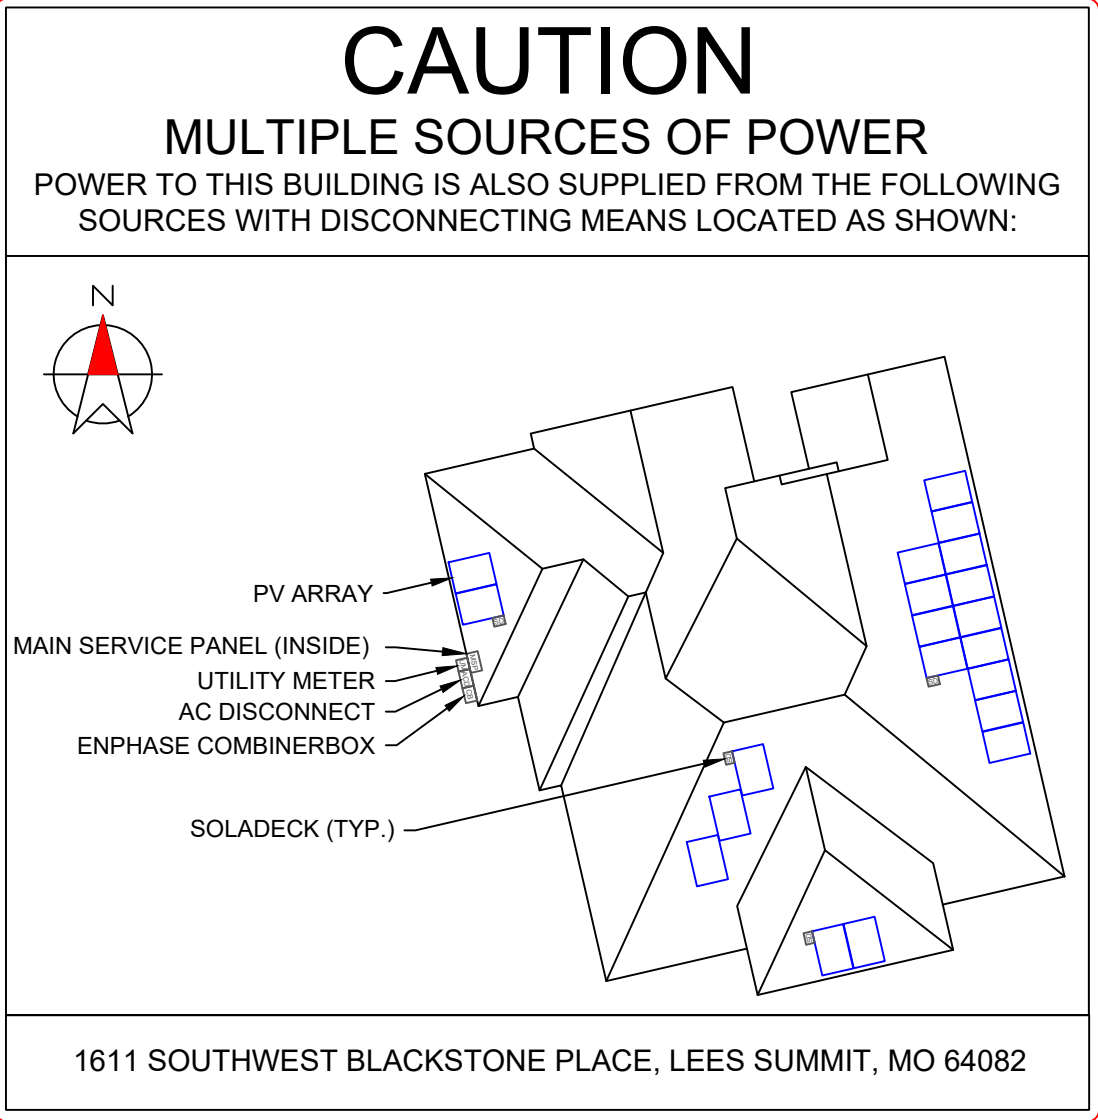 CAUTION
MULTIPLE SOURCES OF POWER
POWER TO THIS BUILDING IS ALSO SUPPLIED FROM THE FOLLOWING
SOURCES WITH DISCONNECTING MEANS LOCATED AS SHOWN:
N
PV ARRAY
MAIN SERVICE PANEL (INSIDE)
UTILITY METER
AC DISCONNECT
ENPHASE COMBINERBOX
SOLADECK (TYP.)
MSP
CB
1611 SOUTHWEST BLACKSTONE PLACE, LEES SUMMIT, MO 64082